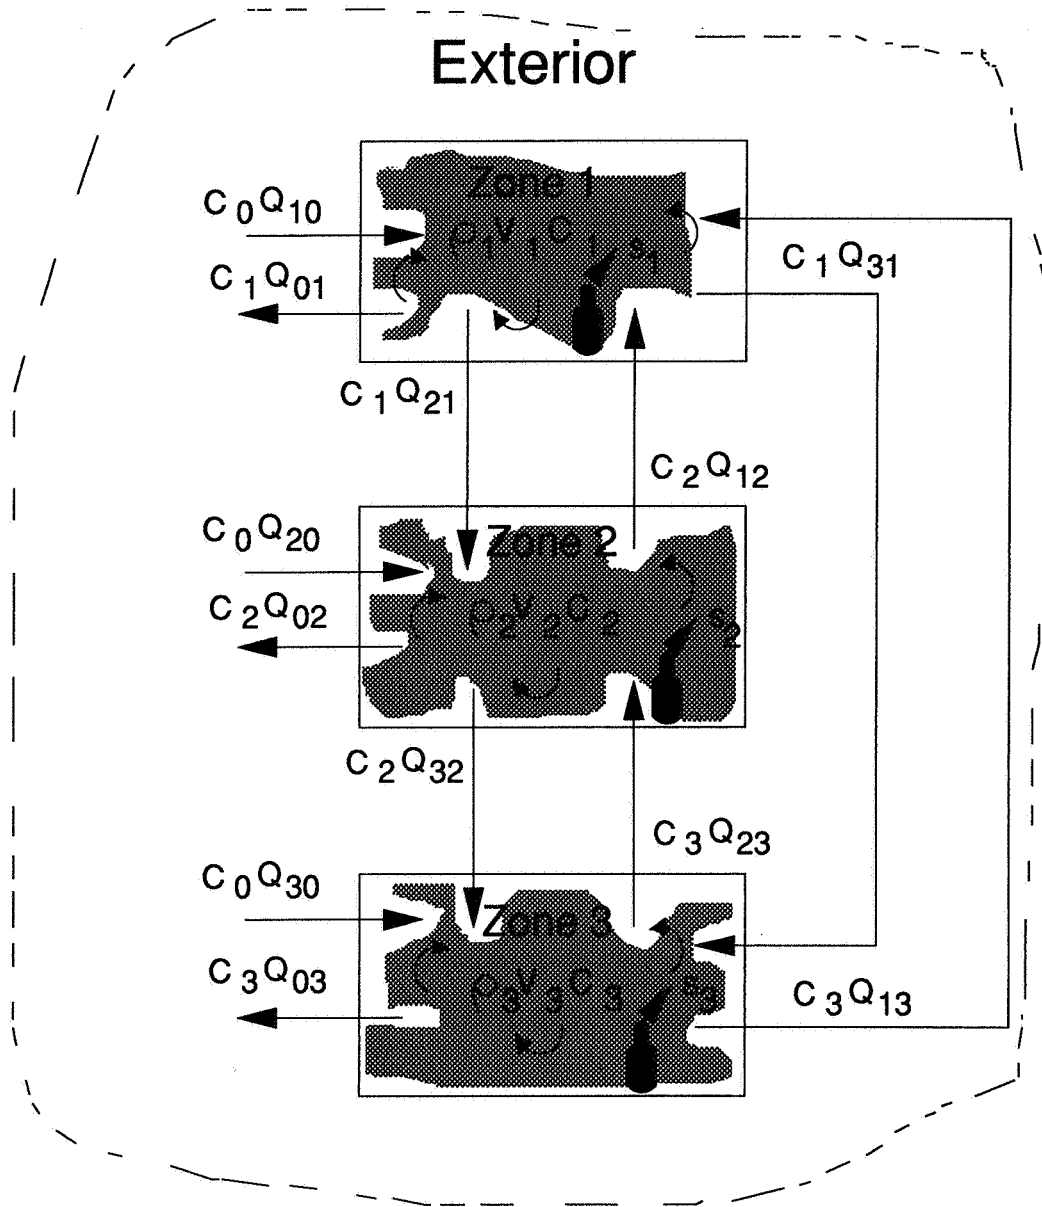 Exterior
Zone 1
C 0 Q 10
ρ 1 V 1 C 1 s 1
C 1 Q 31
C 1 Q 01
C 1 Q 21
C 2 Q 12
C 0 Q 20
Zone 2
C 2 Q 02
ρ 2 V 2 C 2 s 2
C 2 Q 32
C 3 Q 23
C 0 Q 30
Zone 3
C 3 Q 03
ρ 3 V 3 C 3 s 3
C 3 Q 13